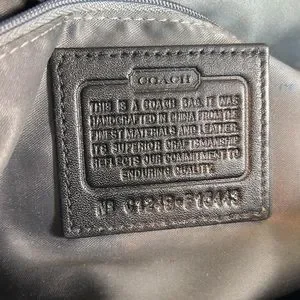 COACH
THIS IS A COACH BAG. IT WAS
HANDCRAFTED IN CHINA FROM THE
FINEST MATERIALS AND LEATHER.
ITS SUPERIOR CRAFTSMANSHIP
REFLECTS OUR COMMITMENT TO
ENDURING QUALITY.
Nº